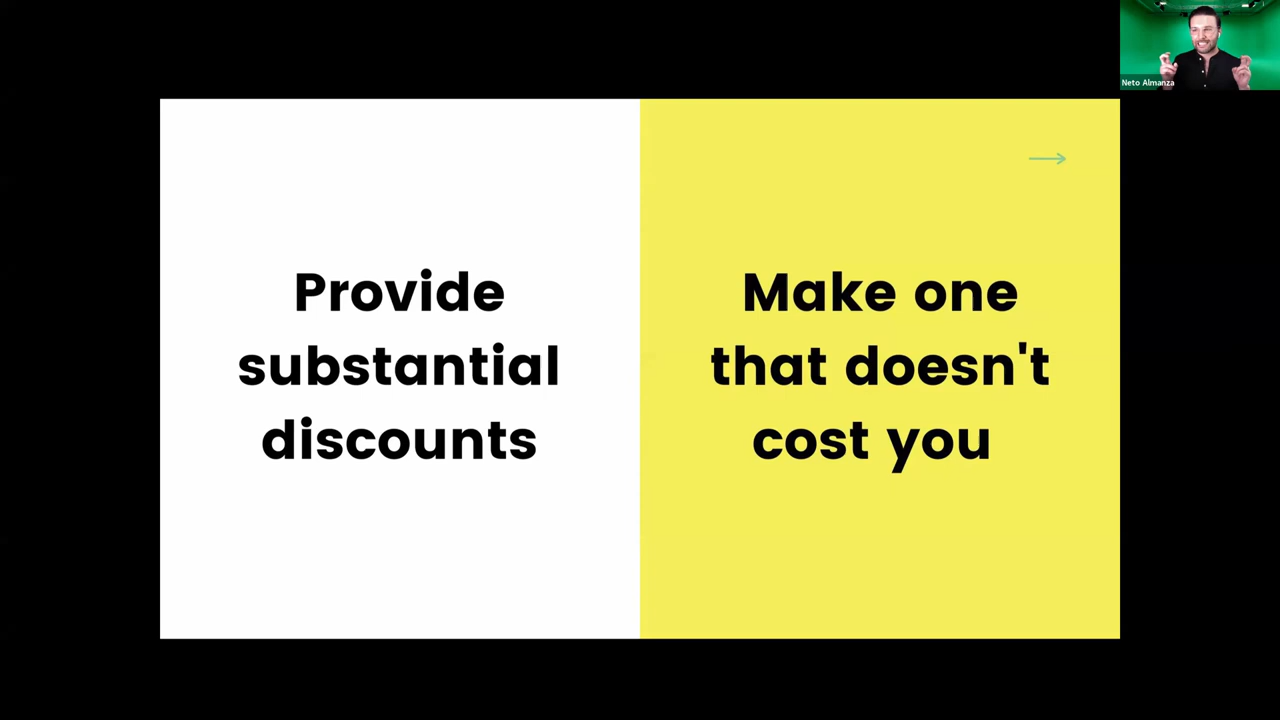 Provide
substantial
discounts
Make one
that doesn't
cost you
Neto Almanza